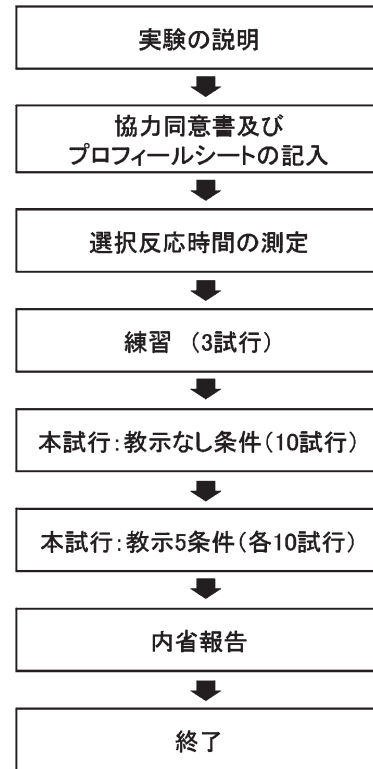 実験の説明
協力同意書及び
プロフィールシートの記入
選択反応時間の測定
練習 (3試行)
本試行:教示なし条件(10試行)
本試行:教示5条件(各10試行)
内省報告
終了